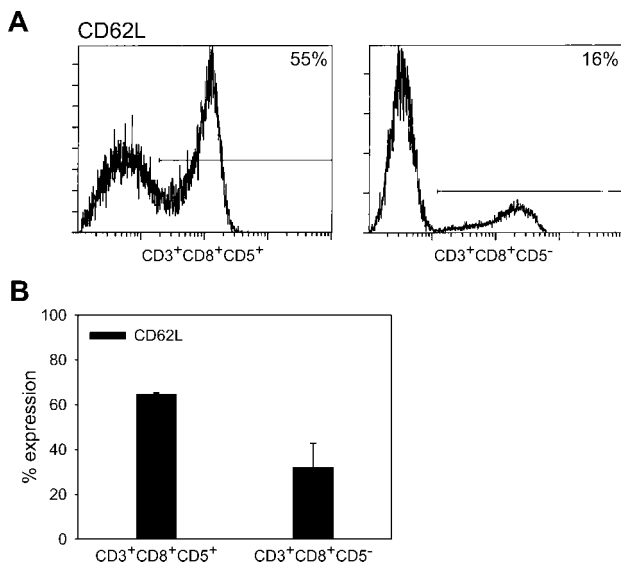 A
CD62L
55%
16%
CD3⁺CD8⁺CD5⁺
CD3⁺CD8⁺CD5⁻
B
100
80
60
40
20
0
% expression
CD62L
CD3⁺CD8⁺CD5⁺
CD3⁺CD8⁺CD5⁻